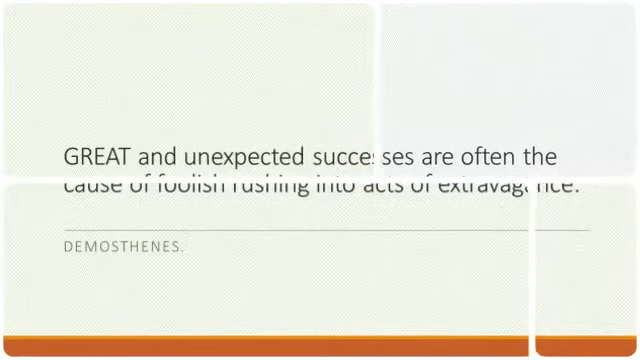 GREAT and unexpected successes are often the
cause of foolish rushing into acts of extravagance.
DEMOSTHENES.